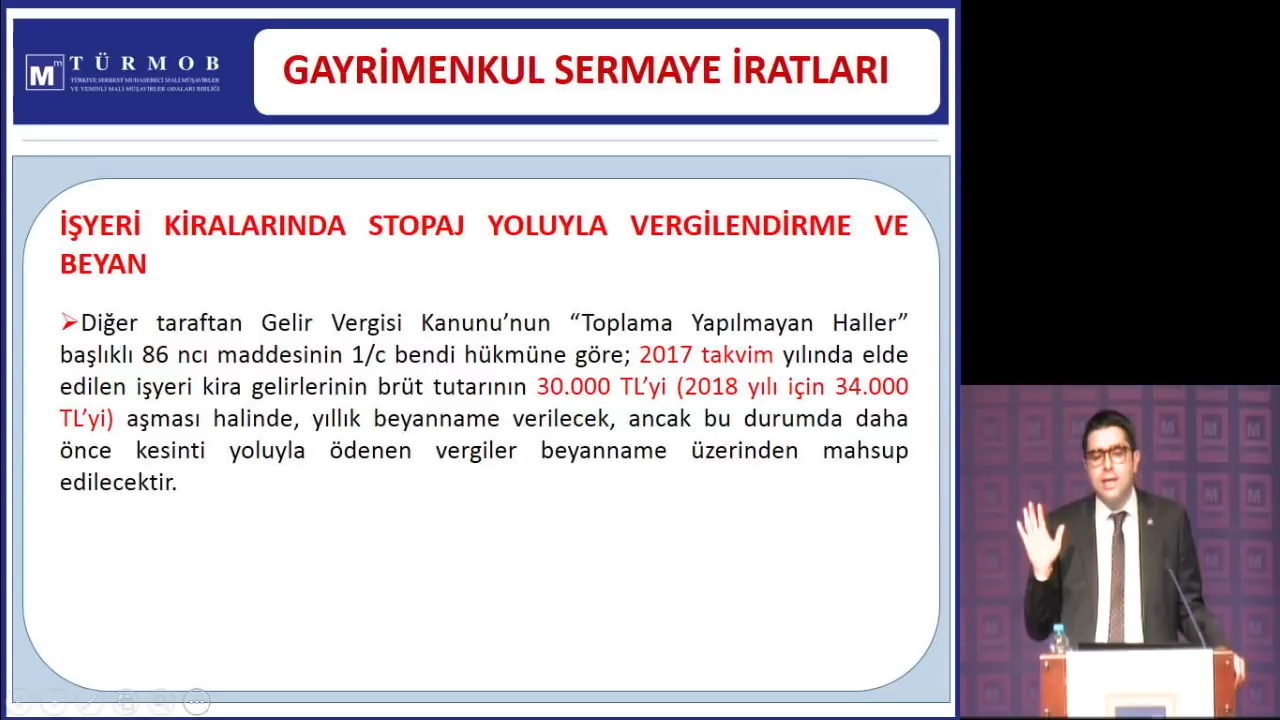 TÜRMOB
TÜRKİYE SERBEST MUHASEBECİ MALİ MÜŞAVİRLER
VE YEMİNLİ MALİ MÜŞAVİRLER ODALARI BİRLİĞİ
GAYRİMENKUL SERMAYE İRATLARI
İŞYERİ KİRALARINDA STOPAJ YOLUYLA VERGİLENDİRME VE
BEYAN
➢Diğer taraftan Gelir Vergisi Kanunu’nun “Toplama Yapılmayan Haller”
başlıklı 86 ncı maddesinin 1/c bendi hükmüne göre; 2017 takvim yılında elde
edilen işyeri kira gelirlerinin brüt tutarının 30.000 TL’yi (2018 yılı için 34.000
TL’yi) aşması halinde, yıllık beyanname verilecek, ancak bu durumda daha
önce kesinti yoluyla ödenen vergiler beyanname üzerinden mahsup
edilecektir.